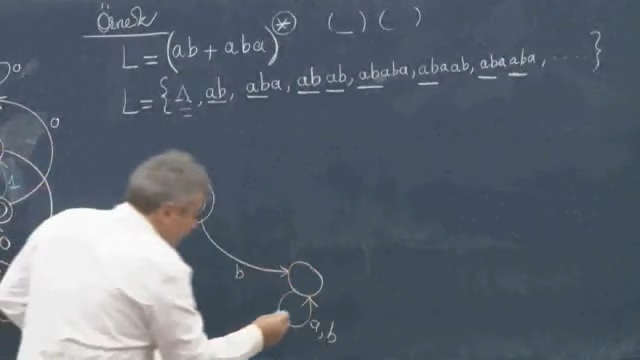 Örnek
L = (ab + aba)* (_)( )
L = {Λ, ab, aba, abab, ababa, abaab, abaaba, .....}
b
a,b